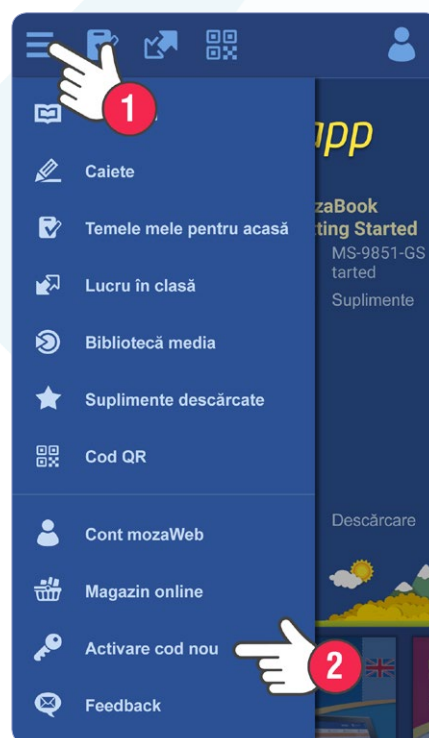 1
app
Caiete
Temele mele pentru acasă
Lucru în clasă
Bibliotecă media
Suplimente descărcate
Cod QR
Cont mozaWeb
Magazin online
Activare cod nou
2
Feedback
zaBook
ting Started
MS-9851-GS
tarted
Suplimente
Descărcare